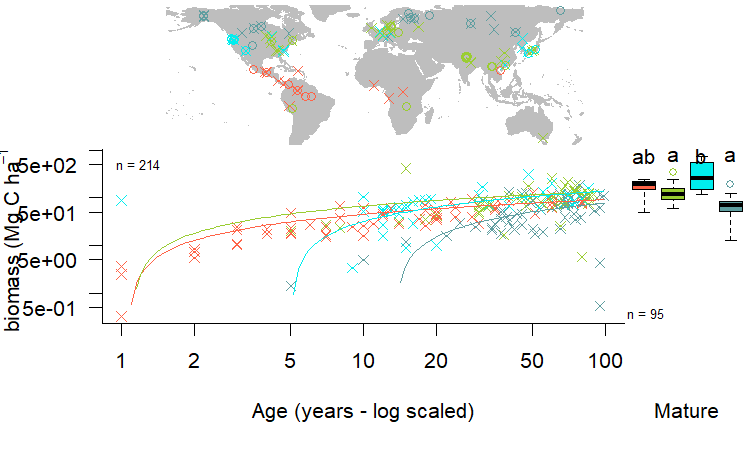 n = 214
biomass (Mg C ha
5e+02
5e+01
5e+00
5e-01
1 2 5 10 20 50 100
Age (years - log scaled)
ab a b a
n = 95
Mature